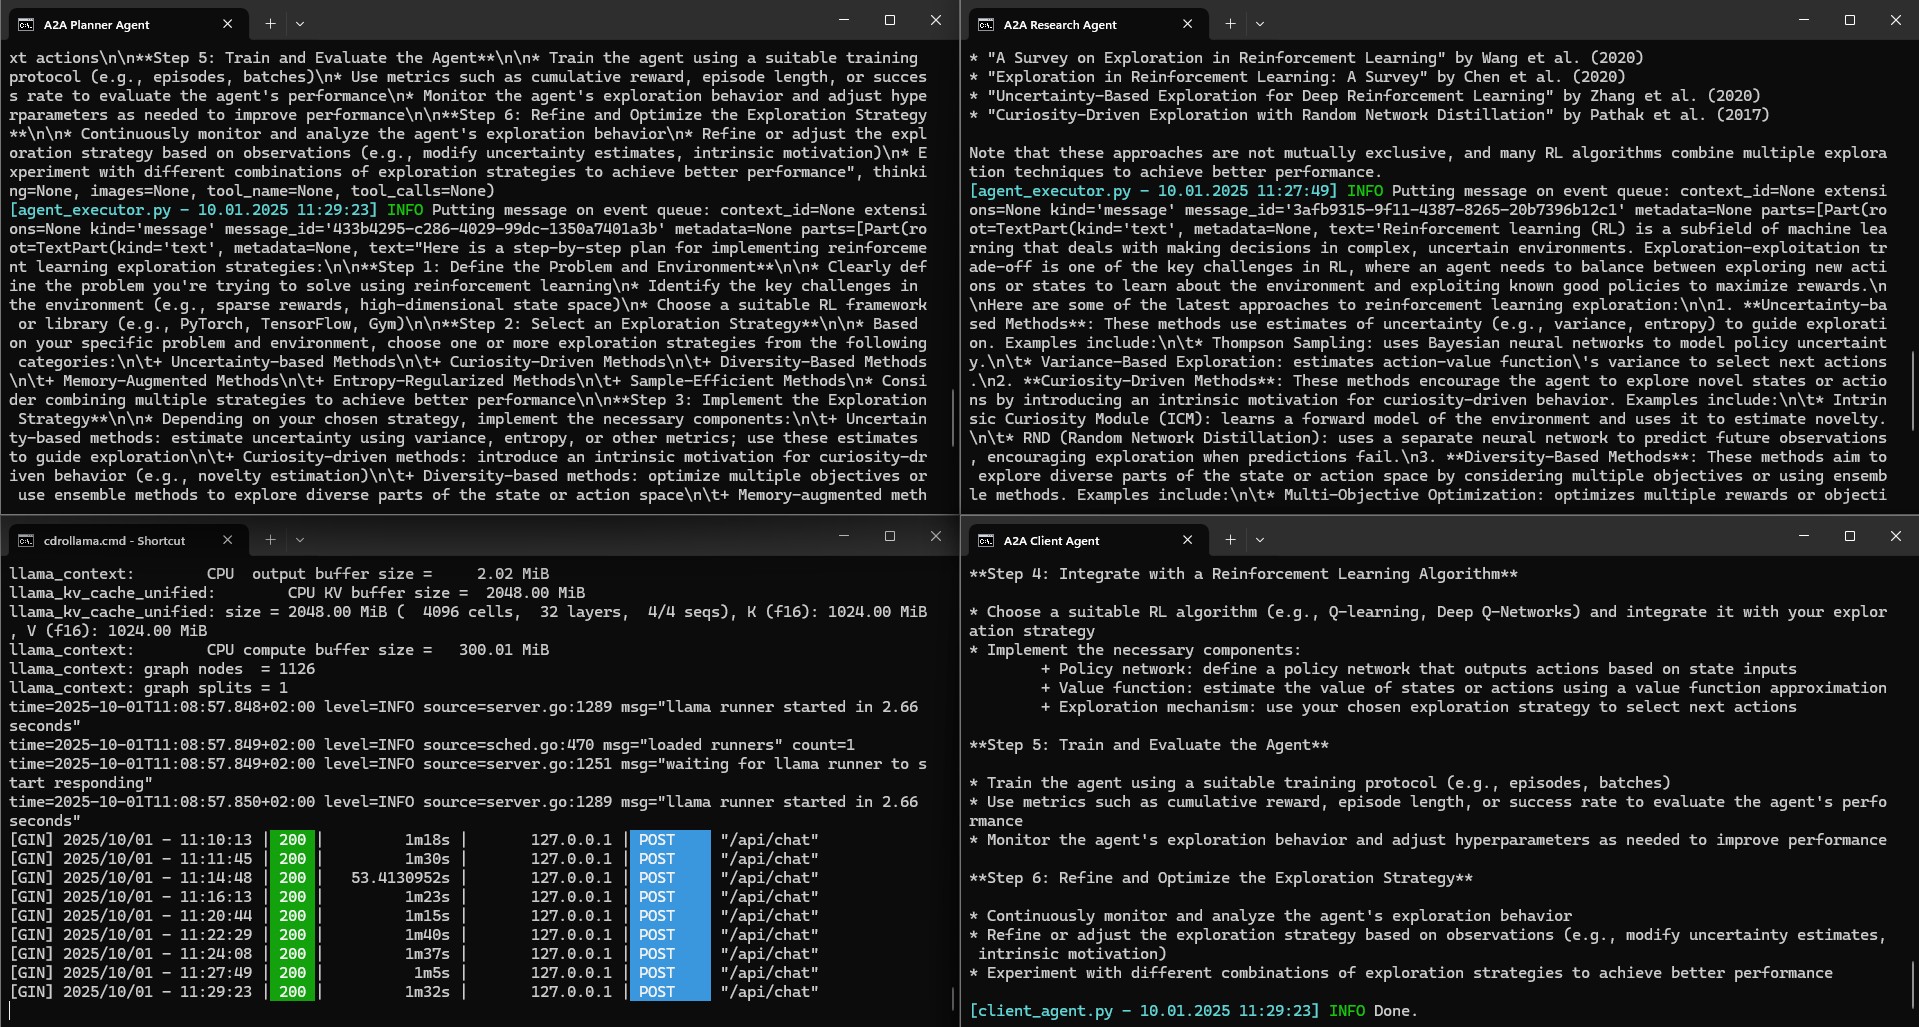 A2A Planner Agent
xt actions\n\n**Step 5: Train and Evaluate the Agent**\n\n* Train the agent using a suitable training
protocol (e.g., episodes, batches)\n* Use metrics such as cumulative reward, episode length, or succes
s rate to evaluate the agent's performance\n* Monitor the agent's exploration behavior and adjust hype
rparameters as needed to improve performance\n\n**Step 6: Refine and Optimize the Exploration Strategy
**\n\n* Continuously monitor and analyze the agent's exploration behavior\n* Refine or adjust the expl
oration strategy based on observations (e.g., modify uncertainty estimates, intrinsic motivation)\n* E
xperiment with different combinations of exploration strategies to achieve better performance", thinki
ng=None, images=None, tool_name=None, tool_calls=None)
[agent_executor.py - 10.01.2025 11:29:23] INFO Putting message on event queue: context_id=None extensi
ons=None kind='message' message_id='433b4295-c286-4029-99dc-1350a7401a3b' metadata=None parts=[Part(ro
ot=TextPart(kind='text', metadata=None, text="Here is a step-by-step plan for implementing reinforceme
nt learning exploration strategies:\n\n**Step 1: Define the Problem and Environment**\n\n* Clearly def
ine the problem you're trying to solve using reinforcement learning\n* Identify the key challenges in
the environment (e.g., sparse rewards, high-dimensional state space)\n* Choose a suitable RL framework
 or library (e.g., PyTorch, TensorFlow, Gym)\n\n**Step 2: Select an Exploration Strategy**\n\n* Based
on your specific problem and environment, choose one or more exploration strategies from the following
 categories:\n\t+ Uncertainty-based Methods\n\t+ Curiosity-Driven Methods\n\t+ Diversity-Based Methods
\n\t+ Memory-Augmented Methods\n\t+ Entropy-Regularized Methods\n\t+ Sample-Efficient Methods\n* Consi
der combining multiple strategies to achieve better performance\n\n**Step 3: Implement the Exploration
 Strategy**\n\n* Depending on your chosen strategy, implement the necessary components:\n\t+ Uncertain
ty-based methods: estimate uncertainty using variance, entropy, or other metrics; use these estimates
to guide exploration\n\t+ Curiosity-driven methods: introduce an intrinsic motivation for curiosity-dr
iven behavior (e.g., novelty estimation)\n\t+ Diversity-based methods: optimize multiple objectives or
 use ensemble methods to explore diverse parts of the state or action space\n\t+ Memory-augmented meth
A2A Research Agent
* "A Survey on Exploration in Reinforcement Learning" by Wang et al. (2020)
* "Exploration in Reinforcement Learning: A Survey" by Chen et al. (2020)
* "Uncertainty-Based Exploration for Deep Reinforcement Learning" by Zhang et al. (2020)
* "Curiosity-Driven Exploration with Random Network Distillation" by Pathak et al. (2017)
Note that these approaches are not mutually exclusive, and many RL algorithms combine multiple explora
tion techniques to achieve better performance.
[agent_executor.py - 10.01.2025 11:27:49] INFO Putting message on event queue: context_id=None extensi
ons=None kind='message' message_id='3afb9315-9f11-4387-8265-20b7396b12c1' metadata=None parts=[Part(ro
ot=TextPart(kind='text', metadata=None, text='Reinforcement learning (RL) is a subfield of machine lea
rning that deals with making decisions in complex, uncertain environments. Exploration-exploitation tr
ade-off is one of the key challenges in RL, where an agent needs to balance between exploring new acti
ons or states to learn about the environment and exploiting known good policies to maximize rewards.\n
\nHere are some of the latest approaches to reinforcement learning exploration:\n\n1. **Uncertainty-ba
sed Methods**: These methods use estimates of uncertainty (e.g., variance, entropy) to guide explorati
on. Examples include:\n\t* Thompson Sampling: uses Bayesian neural networks to model policy uncertaint
y.\n\t* Variance-Based Exploration: estimates action-value function\'s variance to select next actions
.\n2. **Curiosity-Driven Methods**: These methods encourage the agent to explore novel states or actio
ns by introducing an intrinsic motivation for curiosity-driven behavior. Examples include:\n\t* Intrin
sic Curiosity Module (ICM): learns a forward model of the environment and uses it to estimate novelty.
\n\t* RND (Random Network Distillation): uses a separate neural network to predict future observations
, encouraging exploration when predictions fail.\n3. **Diversity-Based Methods**: These methods aim to
 explore diverse parts of the state or action space by considering multiple objectives or using ensemb
le methods. Examples include:\n\t* Multi-Objective Optimization: optimizes multiple rewards or objecti
cdrollama.cmd - Shortcut
llama_context:        CPU  output buffer size =     2.02 MiB
llama_kv_cache_unified:        CPU KV buffer size =  2048.00 MiB
llama_kv_cache_unified: size = 2048.00 MiB (  4096 cells,  32 layers,  4/4 seqs), K (f16): 1024.00 MiB
, V (f16): 1024.00 MiB
llama_context:        CPU compute buffer size =   300.01 MiB
llama_context: graph nodes  = 1126
llama_context: graph splits = 1
time=2025-10-01T11:08:57.848+02:00 level=INFO source=server.go:1289 msg="llama runner started in 2.66
seconds"
time=2025-10-01T11:08:57.849+02:00 level=INFO source=sched.go:470 msg="loaded runners" count=1
time=2025-10-01T11:08:57.849+02:00 level=INFO source=server.go:1251 msg="waiting for llama runner to s
tart responding"
time=2025-10-01T11:08:57.850+02:00 level=INFO source=server.go:1289 msg="llama runner started in 2.66
seconds"
[GIN] 2025/10/01 - 11:10:13 | 200 |         1m18s |       127.0.0.1 | POST     "/api/chat"
[GIN] 2025/10/01 - 11:11:45 | 200 |         1m30s |       127.0.0.1 | POST     "/api/chat"
[GIN] 2025/10/01 - 11:14:48 | 200 |   53.4130952s |       127.0.0.1 | POST     "/api/chat"
[GIN] 2025/10/01 - 11:16:13 | 200 |         1m23s |       127.0.0.1 | POST     "/api/chat"
[GIN] 2025/10/01 - 11:20:44 | 200 |         1m15s |       127.0.0.1 | POST     "/api/chat"
[GIN] 2025/10/01 - 11:22:29 | 200 |         1m40s |       127.0.0.1 | POST     "/api/chat"
[GIN] 2025/10/01 - 11:24:08 | 200 |         1m37s |       127.0.0.1 | POST     "/api/chat"
[GIN] 2025/10/01 - 11:27:49 | 200 |          1m5s |       127.0.0.1 | POST     "/api/chat"
[GIN] 2025/10/01 - 11:29:23 | 200 |         1m32s |       127.0.0.1 | POST     "/api/chat"
A2A Client Agent
**Step 4: Integrate with a Reinforcement Learning Algorithm**
* Choose a suitable RL algorithm (e.g., Q-learning, Deep Q-Networks) and integrate it with your explor
ation strategy
* Implement the necessary components:
        + Policy network: define a policy network that outputs actions based on state inputs
        + Value function: estimate the value of states or actions using a value function approximation
        + Exploration mechanism: use your chosen exploration strategy to select next actions
**Step 5: Train and Evaluate the Agent**
* Train the agent using a suitable training protocol (e.g., episodes, batches)
* Use metrics such as cumulative reward, episode length, or success rate to evaluate the agent's perfo
rmance
* Monitor the agent's exploration behavior and adjust hyperparameters as needed to improve performance
**Step 6: Refine and Optimize the Exploration Strategy**
* Continuously monitor and analyze the agent's exploration behavior
* Refine or adjust the exploration strategy based on observations (e.g., modify uncertainty estimates,
 intrinsic motivation)
* Experiment with different combinations of exploration strategies to achieve better performance
[client_agent.py - 10.01.2025 11:29:23] INFO Done.